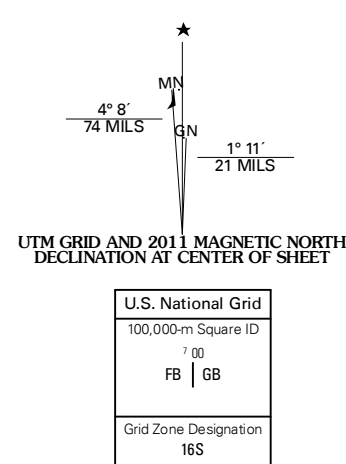 MN
GN
4° 8´
74 MILS
1° 11´
21 MILS
UTM GRID AND 2011 MAGNETIC NORTH
DECLINATION AT CENTER OF SHEET
U.S. National Grid
100,000-m Square ID
7 00
FB GB
Grid Zone Designation
16S